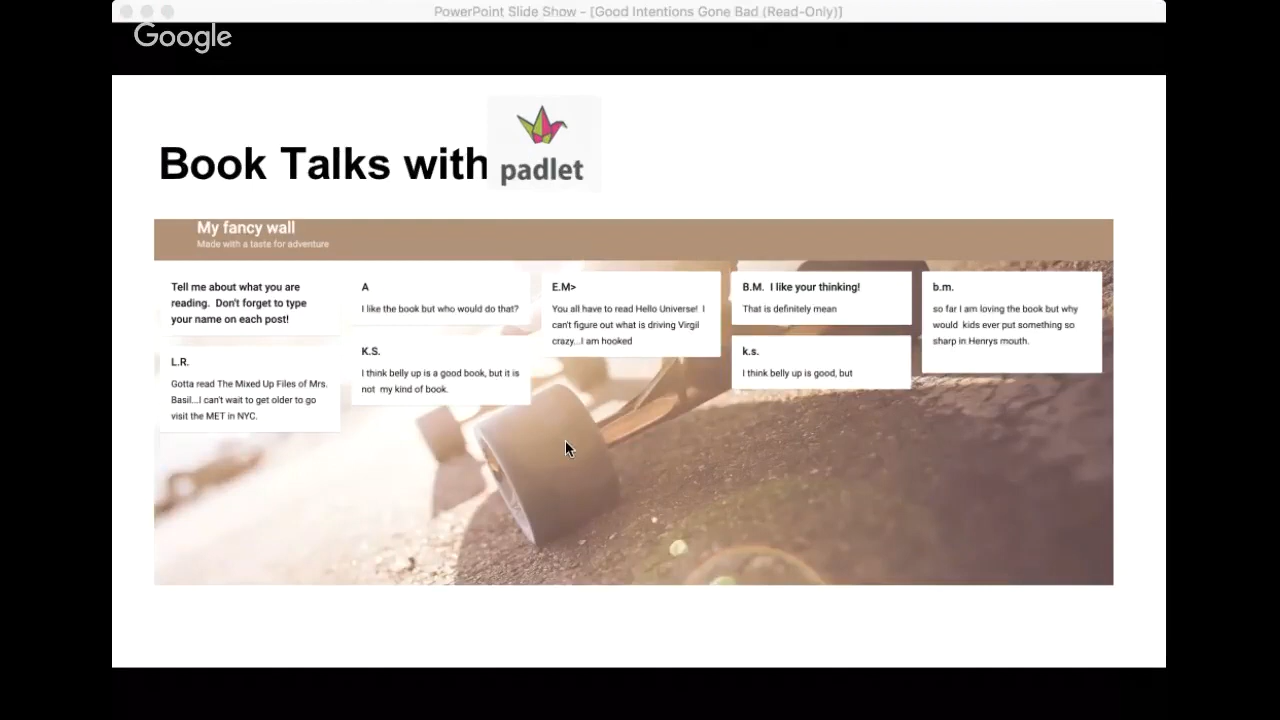 PowerPoint Slide Show - [Good Intentions Gone Bad (Read-Only)]
Google
Book Talks with
padlet
My fancy wall
Made with a taste for adventure
Tell me about what you are
reading.  Don't forget to type
your name on each post!
L.R.
Gotta read The Mixed Up Files of Mrs.
Basil...I can't wait to get older to go
visit the MET in NYC.
A
I like the book but who would do that?
K.S.
I think belly up is a good book, but it is
not  my kind of book.
E.M>
You all have to read Hello Universe!  I
can't figure out what is driving Virgil
crazy...I am hooked
B.M.  I like your thinking!
That is definitely mean
k.s.
I think belly up is good, but
b.m.
so far I am loving the book but why
would  kids ever put something so
sharp in Henrys mouth.